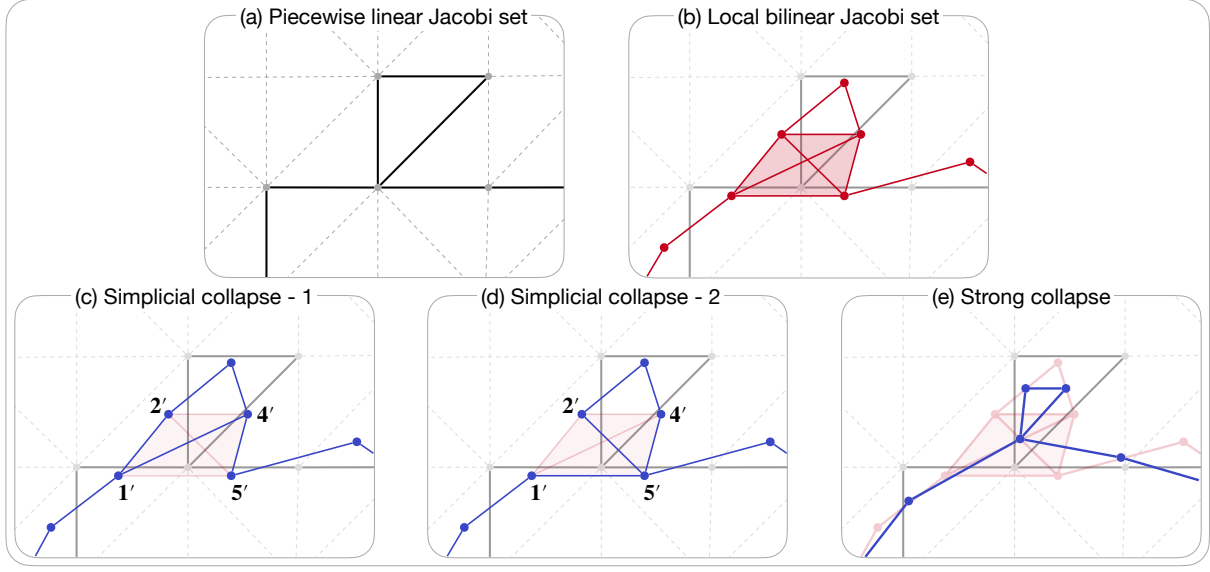 (a) Piecewise linear Jacobi set
(b) Local bilinear Jacobi set
(c) Simplicial collapse - 1
(d) Simplicial collapse - 2
(e) Strong collapse
2′
4′
1′
5′
2′
4′
1′
5′